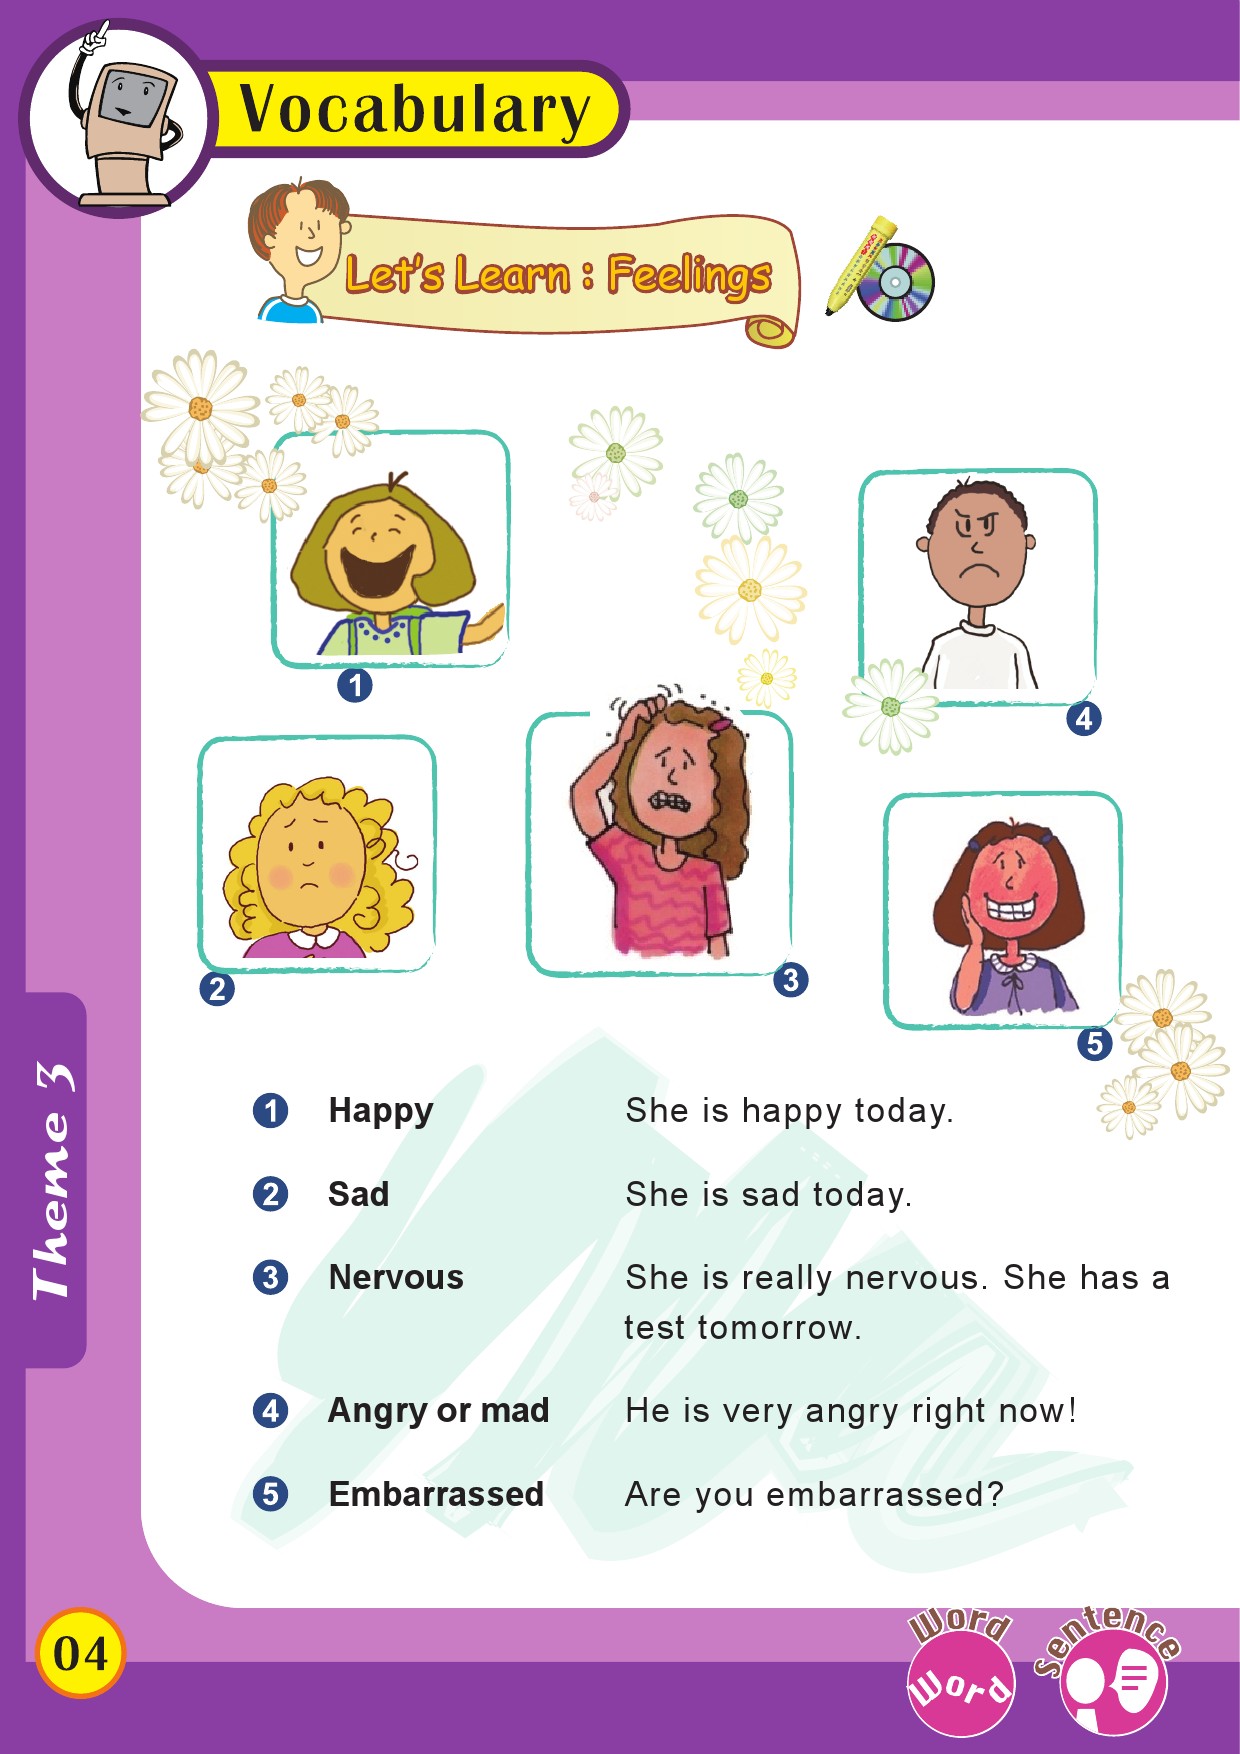 Vocabulary
Let's Learn : Feelings
1
4
2
3
5
1 Happy She is happy today.
2 Sad She is sad today.
3 Nervous She is really nervous. She has a
test tomorrow.
4 Angry or mad He is very angry right now!
5 Embarrassed Are you embarrassed?
Theme 3
04
Word
Word
Sentence